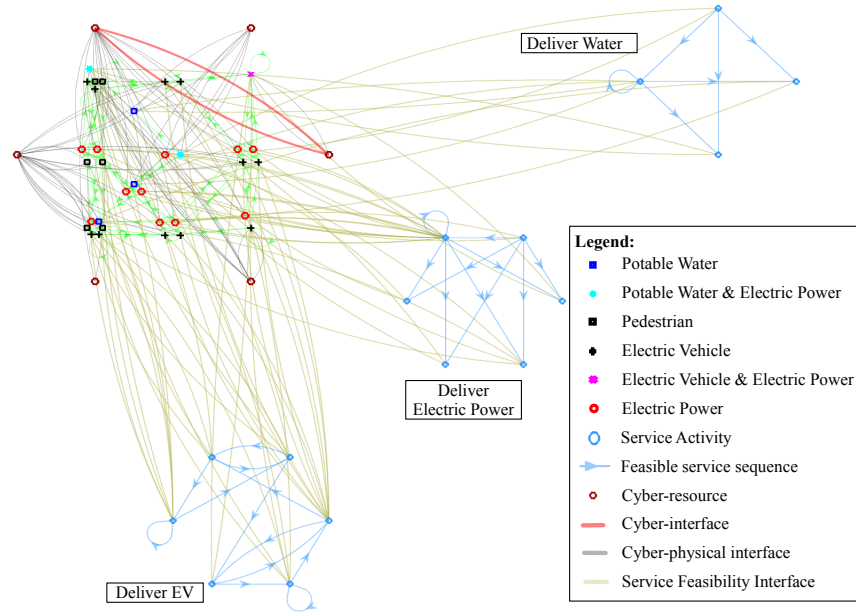 Deliver Water
Legend:
Potable Water
Potable Water & Electric Power
Pedestrian
Electric Vehicle
Electric Vehicle & Electric Power
Electric Power
Service Activity
Feasible service sequence
Cyber-resource
Cyber-interface
Cyber-physical interface
Service Feasibility Interface
Deliver
Electric Power
Deliver EV